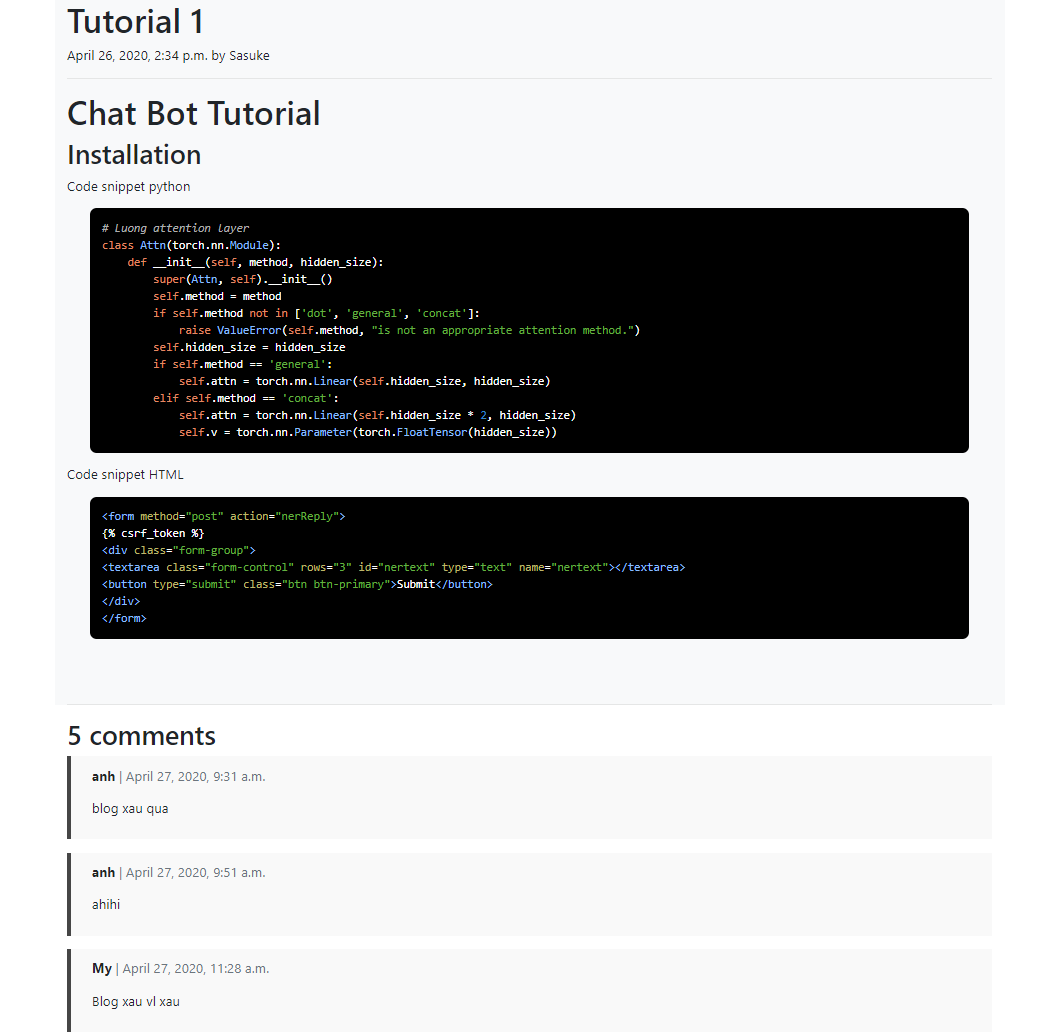 Tutorial 1
April 26, 2020, 2:34 p.m. by Sasuke
Chat Bot Tutorial
Installation
Code snippet python
# Luong attention layer
class Attn(torch.nn.Module):
    def __init__(self, method, hidden_size):
        super(Attn, self).__init__()
        self.method = method
        if self.method not in ['dot', 'general', 'concat']:
            raise ValueError(self.method, "is not an appropriate attention method.")
        self.hidden_size = hidden_size
        if self.method == 'general':
            self.attn = torch.nn.Linear(self.hidden_size, hidden_size)
        elif self.method == 'concat':
            self.attn = torch.nn.Linear(self.hidden_size * 2, hidden_size)
            self.v = torch.nn.Parameter(torch.FloatTensor(hidden_size))
Code snippet HTML
<form method="post" action="nerReply">
{% csrf_token %}
<div class="form-group">
<textarea class="form-control" rows="3" id="nertext" type="text" name="nertext"></textarea>
<button type="submit" class="btn btn-primary">Submit</button>
</div>
</form>
5 comments
anh | April 27, 2020, 9:31 a.m.
blog xau qua
anh | April 27, 2020, 9:51 a.m.
ahihi
My | April 27, 2020, 11:28 a.m.
Blog xau vl xau